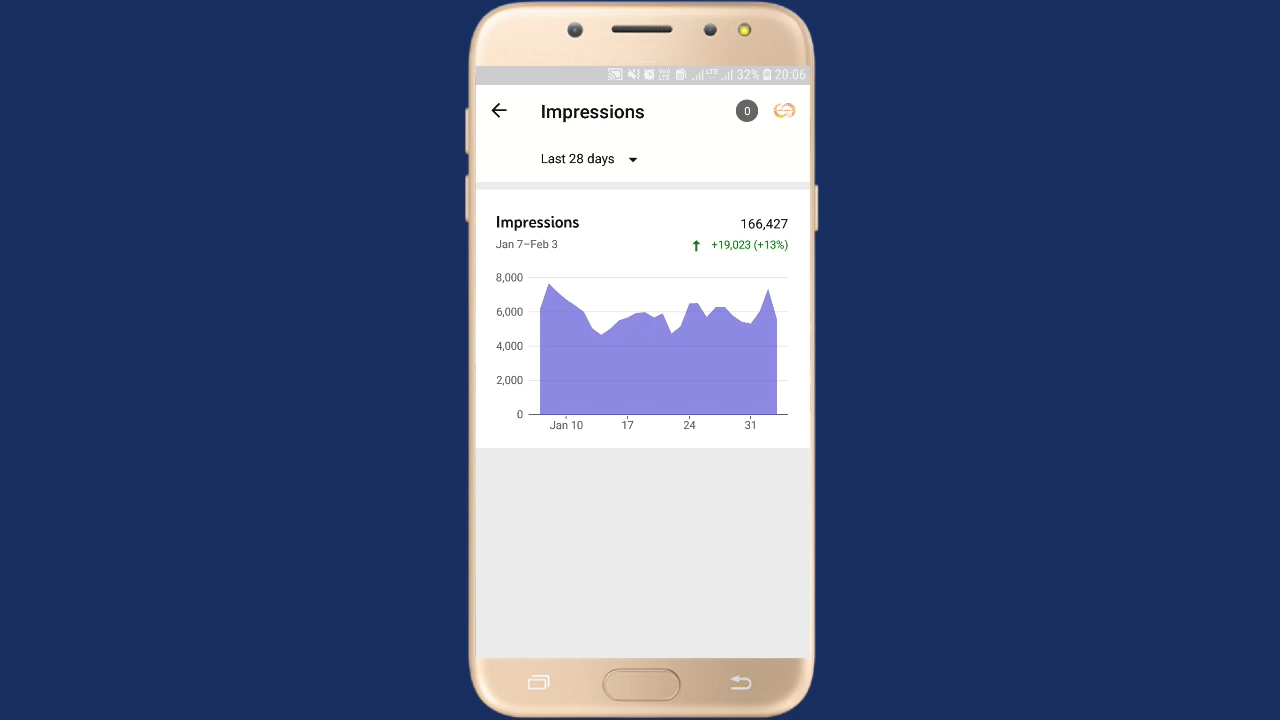 LTE 32% 20:06
Impressions 0
Last 28 days
Impressions 166,427
Jan 7–Feb 3 +19,023 (+13%)
8,000
6,000
4,000
2,000
0
Jan 10 17 24 31